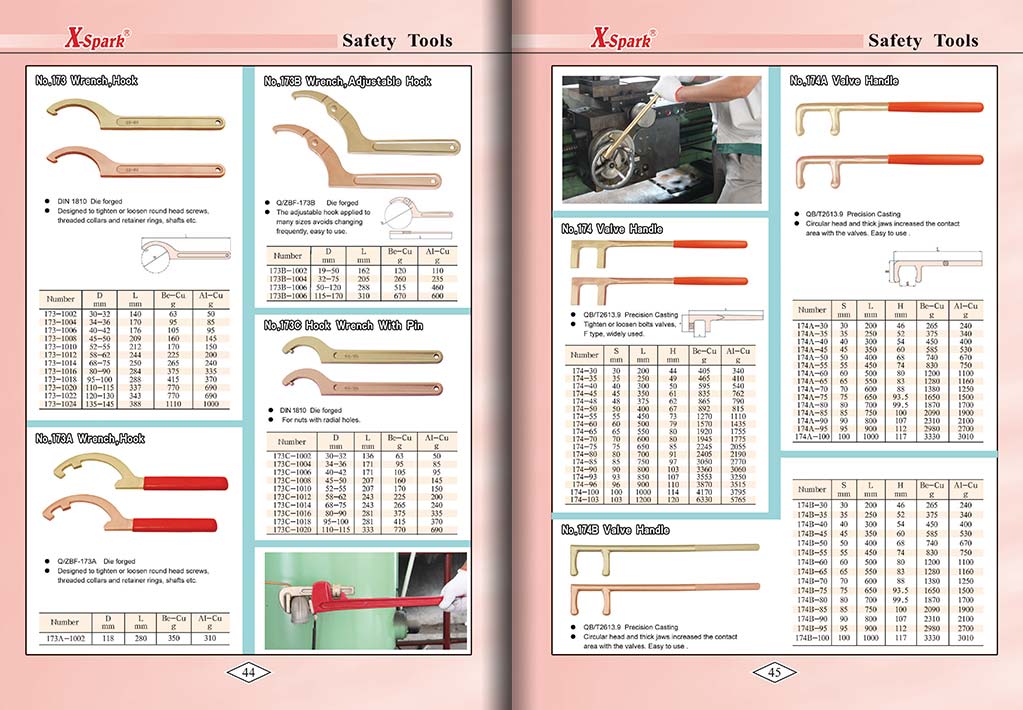 X-Spark®
Safety Tools
No,173 Wrench,Hook
DIN 1810 Die forged
Designed to tighten or loosen round head screws,
threaded collars and retainer rings, shafts etc.
Number D mm L mm Be-Cu g Al-Cu g
173-1002 30-32 140 63 50
173-1004 34-36 170 95 85
173-1006 40-42 176 105 95
173-1008 45-50 209 160 145
173-1010 52-55 212 170 150
173-1012 58-62 244 225 200
173-1014 68-75 250 265 240
173-1016 80-90 284 375 335
173-1018 95-100 288 415 370
173-1020 110-115 337 770 690
173-1022 120-130 343 770 690
173-1024 135-145 388 1110 1000
No,173A Wrench,Hook
Q/ZBF-173A Die forged
Designed to tighten or loosen round head screws,
threaded collars and retainer rings, shafts etc.
Number D mm L mm Be-Cu g Al-Cu g
173A-1002 118 280 350 310
No,173B Wrench,Adjustable Hook
Q/ZBF-173B Die forged
The adjustable hook applied to
many sizes avoids changing
frequently, easy to use.
Number D mm L mm Be-Cu g Al-Cu g
173B-1002 19-50 162 120 110
173B-1004 32-75 205 260 235
173B-1006 50-120 288 515 460
173B-1006 115-170 310 670 600
No,173C Hook Wrench With Pin
DIN 1810 Die forged
For nuts with radial holes.
Number D mm L mm Be-Cu g Al-Cu g
173C-1002 30-32 136 63 50
173C-1004 34-36 171 95 85
173C-1006 40-42 171 105 95
173C-1008 45-50 207 160 145
173C-1010 52-55 207 170 150
173C-1012 58-62 243 225 200
173C-1014 68-75 243 265 240
173C-1016 80-90 281 375 335
173C-1018 95-100 281 415 370
173C-1020 110-115 333 770 690
44
X-Spark®
Safety Tools
No,174 Valve Handle
QB/T2613.9 Precision Casting
Tighten or loosen bolts valves,
F type, widely used.
Number S mm L mm H mm Be-Cu g Al-Cu g
174-30 30 200 44 405 340
174-35 35 250 49 465 410
174-40 40 300 50 595 540
174-45 45 350 61 835 762
174-48 48 375 62 865 790
174-50 50 400 67 892 815
174-55 55 450 73 1270 1110
174-60 60 500 79 1570 1435
174-65 65 550 80 1920 1755
174-70 70 600 80 1945 1775
174-75 75 650 85 2245 2055
174-80 80 700 91 2405 2190
174-85 85 750 97 3050 2770
174-90 90 800 103 3360 3060
174-93 93 850 107 3553 3250
174-96 96 900 110 3870 3515
174-100 100 1000 114 4170 3795
174-103 103 1200 120 6330 5765
No,174B Valve Handle
QB/T2613.9 Precision Casting
Circular head and thick jaws increased the contact
area with the valves. Easy to use .
No,174A Valve Handle
QB/T2613.9 Precision Casting
Circular head and thick jaws increased the contact
area with the valves. Easy to use .
Number S mm L mm H mm Be-Cu g Al-Cu g
174A-30 30 200 46 265 240
174A-35 35 250 52 375 340
174A-40 40 300 54 450 400
174A-45 45 350 60 585 530
174A-50 50 400 68 740 670
174A-55 55 450 74 830 750
174A-60 60 500 80 1200 1100
174A-65 65 550 83 1280 1160
174A-70 70 600 88 1380 1250
174A-75 75 650 93.5 1650 1500
174A-80 80 700 99.5 1870 1700
174A-85 85 750 100 2090 1900
174A-90 90 800 107 2310 2100
174A-95 95 900 112 2980 2700
174A-100 100 1000 117 3330 3010
Number S mm L mm H mm Be-Cu g Al-Cu g
174B-30 30 200 46 265 240
174B-35 35 250 52 375 340
174B-40 40 300 54 450 400
174B-45 45 350 60 585 530
174B-50 50 400 68 740 670
174B-55 55 450 74 830 750
174B-60 60 500 80 1200 1100
174B-65 65 550 83 1280 1160
174B-70 70 600 88 1380 1250
174B-75 75 650 93.5 1650 1500
174B-80 80 700 99.5 1870 1700
174B-85 85 750 100 2090 1900
174B-90 90 800 107 2310 2100
174B-95 95 900 112 2980 2700
174B-100 100 1000 117 3330 3010
45